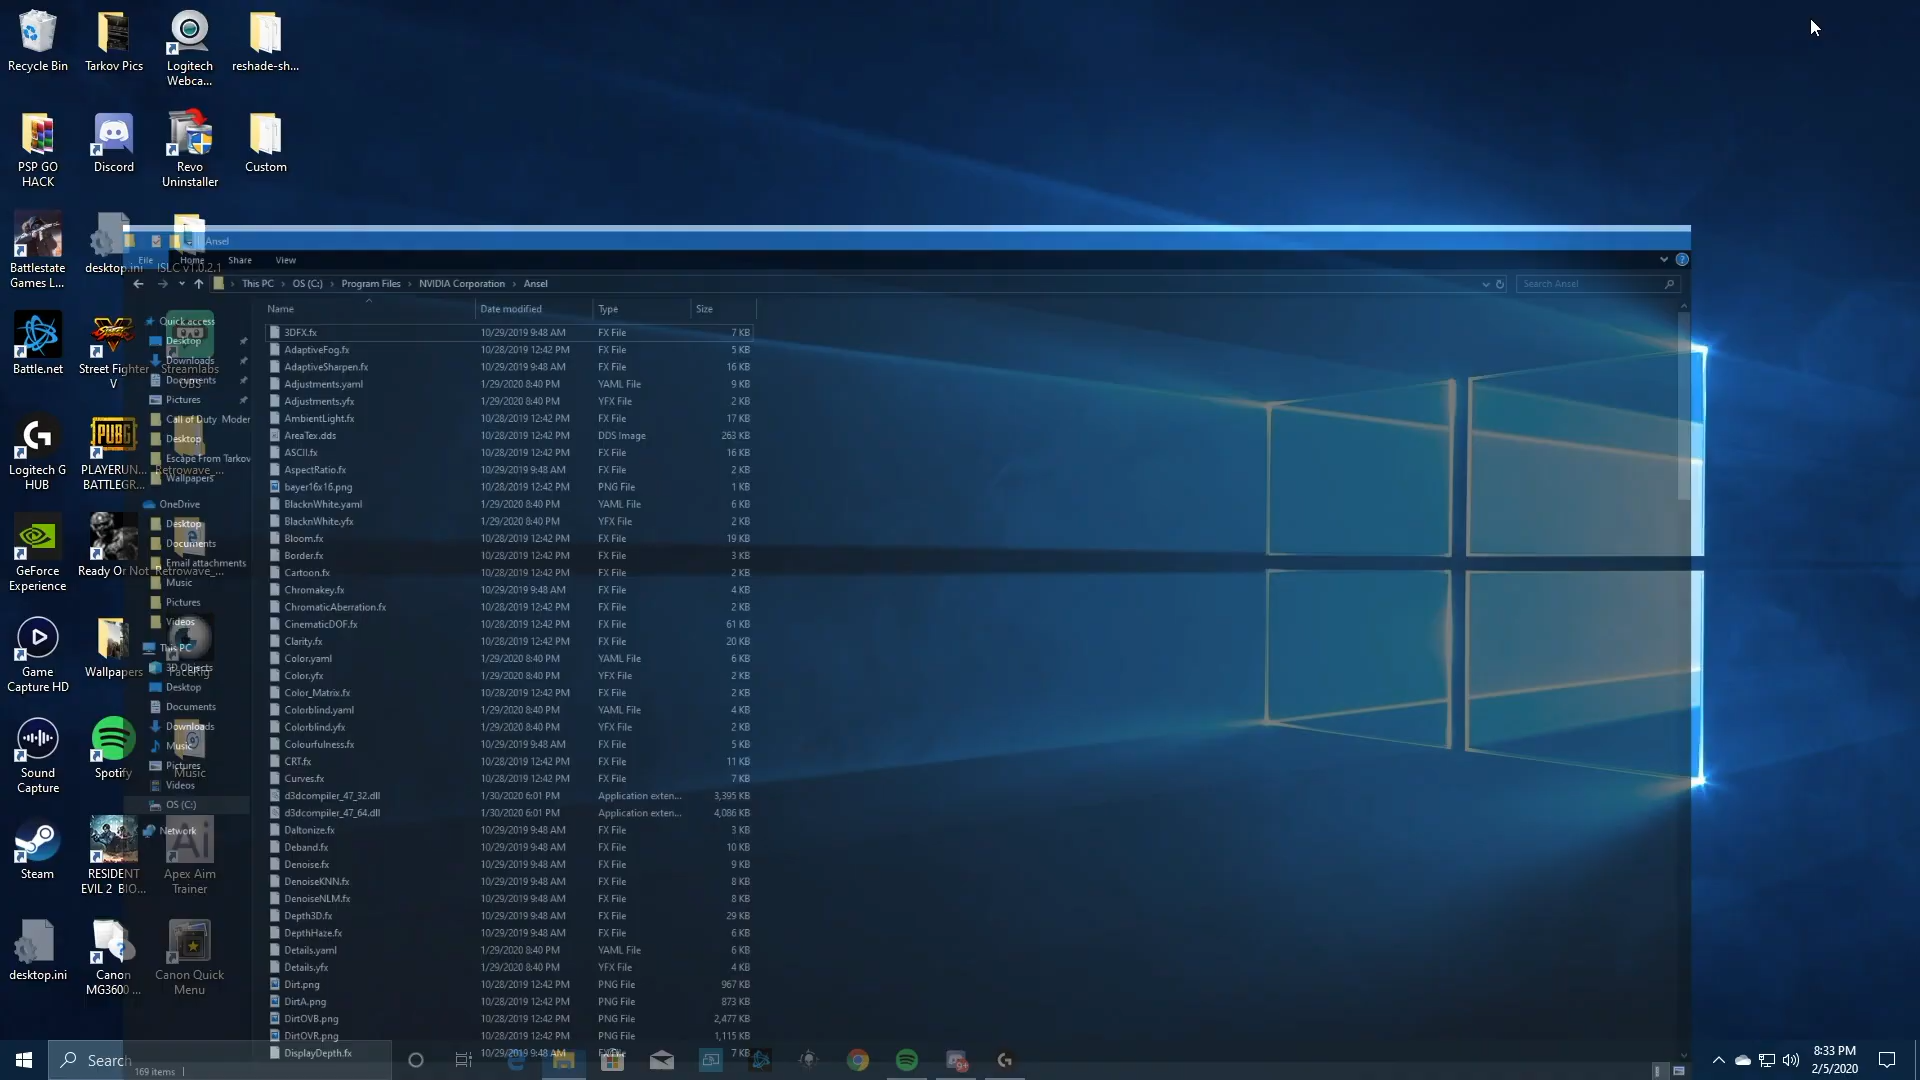 Recycle Bin
Tarkov Pics
Logitech
Webca...
reshade-sh...
PSP GO
HACK
Discord
Revo
Uninstaller
Custom
Battlestate
Games L...
desktop.ini
ISLC v1.0.2.1
Battle.net
Street Fighter
V
Streamlabs
OBS
Logitech G
HUB
PLAYERUN...
BATTLEGR...
Retrowave_...
GeForce
Experience
Ready Or Not
Retrowave_...
Game
Capture HD
Wallpapers
FaceRig
Sound
Capture
Spotify
Music
Steam
RESIDENT
EVIL 2 BIO...
Apex Aim
Trainer
desktop.ini
Canon
MG3600 ...
Canon Quick
Menu
Ansel
File Home Share View
This PC > OS (C:) > Program Files > NVIDIA Corporation > Ansel
Search Ansel
Quick access
Desktop
Downloads
Documents
Pictures
Call of Duty Moder
Desktop
Escape From Tarkov
Wallpapers
OneDrive
Desktop
Documents
Email attachments
Music
Pictures
Videos
This PC
3D Objects
Desktop
Documents
Downloads
Music
Pictures
Videos
OS (C:)
Network
Name Date modified Type Size
3DFX.fx 10/29/2019 9:48 AM FX File 7 KB
AdaptiveFog.fx 10/28/2019 12:42 PM FX File 5 KB
AdaptiveSharpen.fx 10/29/2019 9:48 AM FX File 16 KB
Adjustments.yaml 1/29/2020 8:40 PM YAML File 9 KB
Adjustments.yfx 1/29/2020 8:40 PM YFX File 2 KB
AmbientLight.fx 10/28/2019 12:42 PM FX File 17 KB
AreaTex.dds 10/28/2019 12:42 PM DDS Image 263 KB
ASCII.fx 10/28/2019 12:42 PM FX File 16 KB
AspectRatio.fx 10/29/2019 9:48 AM FX File 2 KB
bayer16x16.png 10/28/2019 12:42 PM PNG File 1 KB
BlacknWhite.yaml 1/29/2020 8:40 PM YAML File 6 KB
BlacknWhite.yfx 1/29/2020 8:40 PM YFX File 2 KB
Bloom.fx 10/28/2019 12:42 PM FX File 19 KB
Border.fx 10/28/2019 12:42 PM FX File 3 KB
Cartoon.fx 10/28/2019 12:42 PM FX File 2 KB
Chromakey.fx 10/29/2019 9:48 AM FX File 4 KB
ChromaticAberration.fx 10/28/2019 12:42 PM FX File 2 KB
CinematicDOF.fx 10/28/2019 12:42 PM FX File 61 KB
Clarity.fx 10/28/2019 12:42 PM FX File 20 KB
Color.yaml 1/29/2020 8:40 PM YAML File 6 KB
Color.yfx 1/29/2020 8:40 PM YFX File 2 KB
Color_Matrix.fx 10/28/2019 12:42 PM FX File 2 KB
Colorblind.yaml 1/29/2020 8:40 PM YAML File 4 KB
Colorblind.yfx 1/29/2020 8:40 PM YFX File 2 KB
Colourfulness.fx 10/29/2019 9:48 AM FX File 5 KB
CRT.fx 10/28/2019 12:42 PM FX File 11 KB
Curves.fx 10/28/2019 12:42 PM FX File 7 KB
d3dcompiler_47_32.dll 1/30/2020 6:01 PM Application exten... 3,395 KB
d3dcompiler_47_64.dll 1/30/2020 6:01 PM Application exten... 4,086 KB
Daltonize.fx 10/29/2019 9:48 AM FX File 3 KB
Deband.fx 10/29/2019 9:48 AM FX File 10 KB
Denoise.fx 10/29/2019 9:48 AM FX File 9 KB
DenoiseKNN.fx 10/29/2019 9:48 AM FX File 8 KB
DenoiseNLM.fx 10/29/2019 9:48 AM FX File 8 KB
Depth3D.fx 10/29/2019 9:48 AM FX File 29 KB
DepthHaze.fx 10/29/2019 9:48 AM FX File 6 KB
Details.yaml 1/29/2020 8:40 PM YAML File 6 KB
Details.yfx 1/29/2020 8:40 PM YFX File 4 KB
Dirt.png 10/28/2019 12:42 PM PNG File 967 KB
DirtA.png 10/28/2019 12:42 PM PNG File 873 KB
DirtOVB.png 10/28/2019 12:42 PM PNG File 2,477 KB
DirtOVR.png 10/28/2019 12:42 PM PNG File 1,115 KB
DisplayDepth.fx 10/29/2019 9:48 AM FX File 7 KB
169 items
Search
9+
8:33 PM
2/5/2020